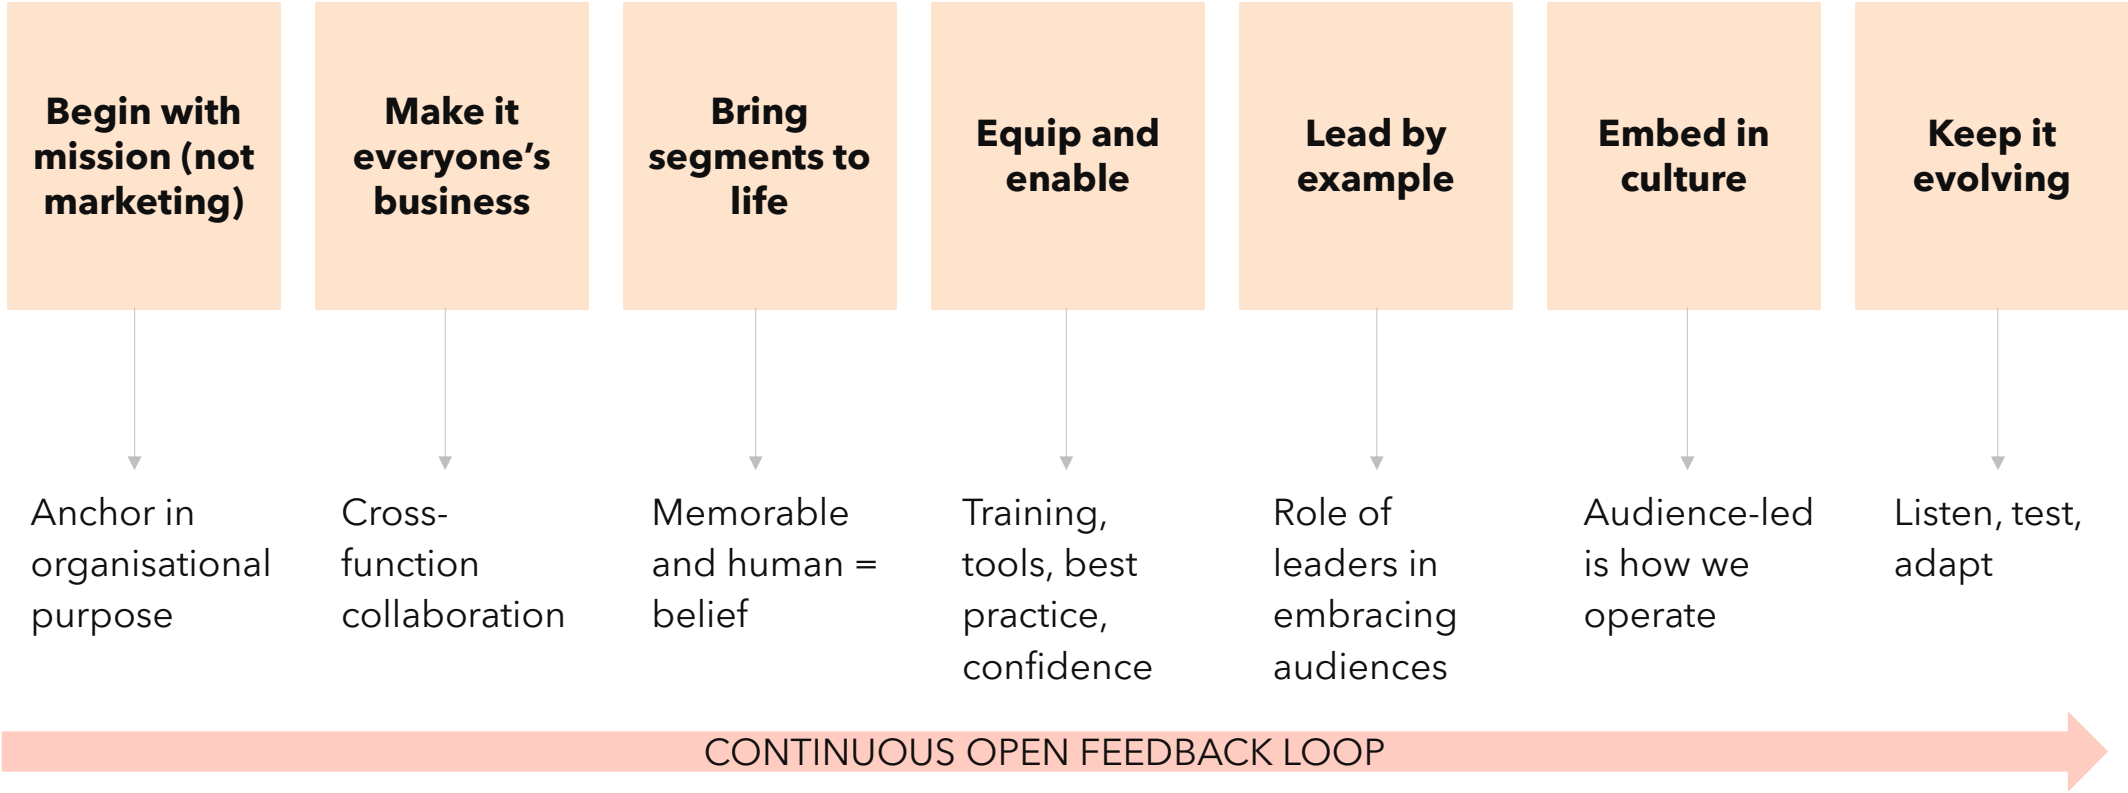 Begin with
mission (not
marketing)
Make it
everyone’s
business
Bring
segments to
life
Equip and
enable
Lead by
example
Embed in
culture
Keep it
evolving
Anchor in
organisational
purpose
Cross-
function
collaboration
Memorable
and human =
belief
Training,
tools, best
practice,
confidence
Role of
leaders in
embracing
audiences
Audience-led
is how we
operate
Listen, test,
adapt
CONTINUOUS OPEN FEEDBACK LOOP